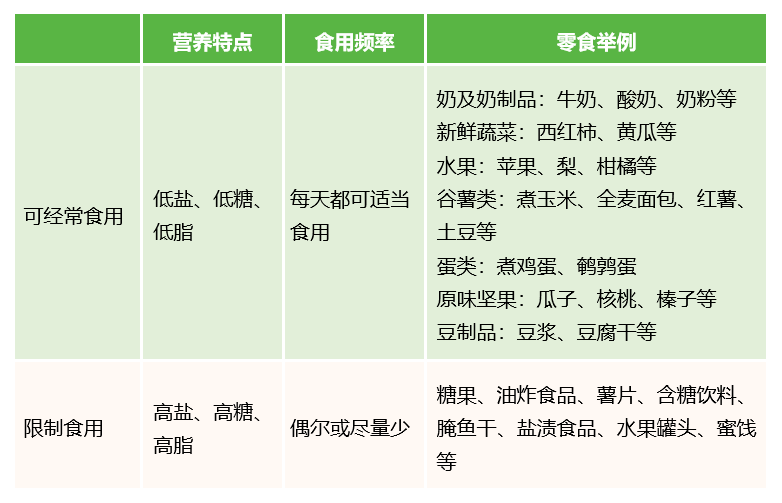 营养特点 食用频率 零食举例
可经常食用
低盐、低糖、
低脂
每天都可适当
食用
奶及奶制品：牛奶、酸奶、奶粉等
新鲜蔬菜：西红柿、黄瓜等
水果：苹果、梨、柑橘等
谷薯类：煮玉米、全麦面包、红薯、
土豆等
蛋类：煮鸡蛋、鹌鹑蛋
原味坚果：瓜子、核桃、榛子等
豆制品：豆浆、豆腐干等
限制食用
高盐、高糖、
高脂
偶尔或尽量少
糖果、油炸食品、薯片、含糖饮料、
腌鱼干、盐渍食品、水果罐头、蜜饯
等